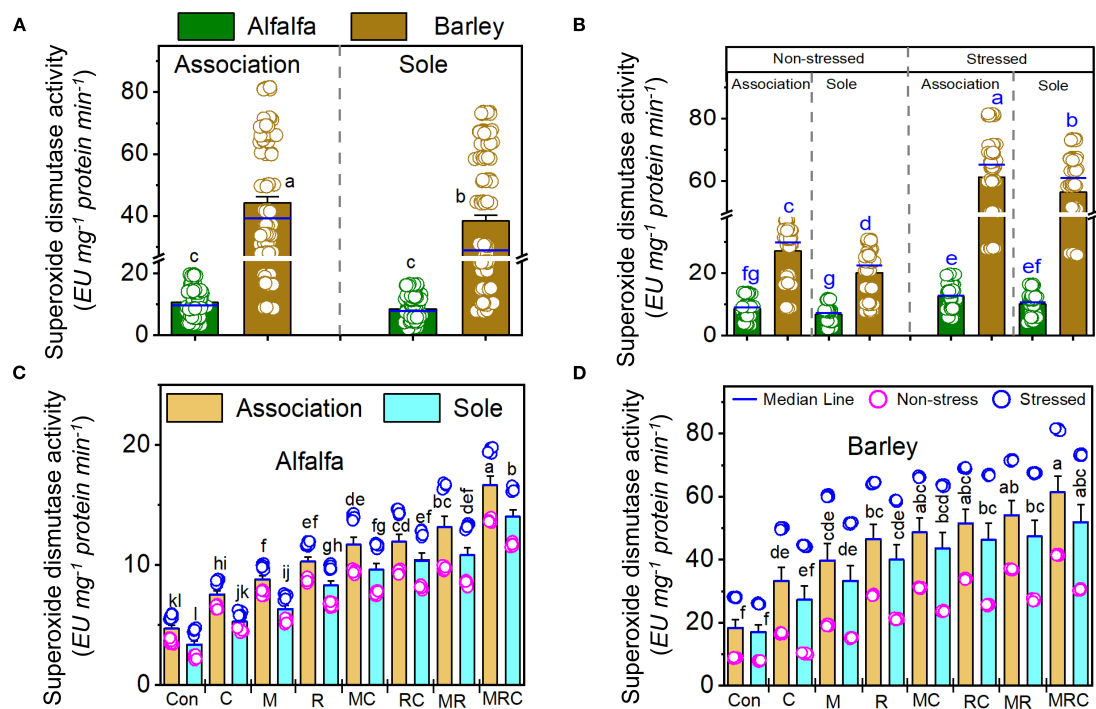 A
Alfalfa
Barley
Association
Sole
Superoxide dismutase activity
(EU mg-1 protein min-1)
80
60
40
20
0
c
a
c
b
B
Non-stressed
Stressed
Association
Sole
Association
Sole
Superoxide dismutase activity
(EU mg-1 protein min-1)
80
60
20
0
fg
c
g
d
e
a
ef
b
C
Association
Sole
Alfalfa
Superoxide dismutase activity
(EU mg-1 protein min-1)
25
20
10
0
kl
l
hi
jk
f
ij
ef
gh
de
fg
cd
ef
bc
def
a
b
Con
C
M
R
MC
RC
MR
MRC
D
Median Line
Non-stress
Stressed
Barley
Superoxide dismutase activity
(EU mg-1 protein min-1)
80
60
40
20
0
f
f
de
ef
cde
de
bc
cde
abc
bcd
abc
bc
ab
bc
a
abc
Con
C
M
R
MC
RC
MR
MRC